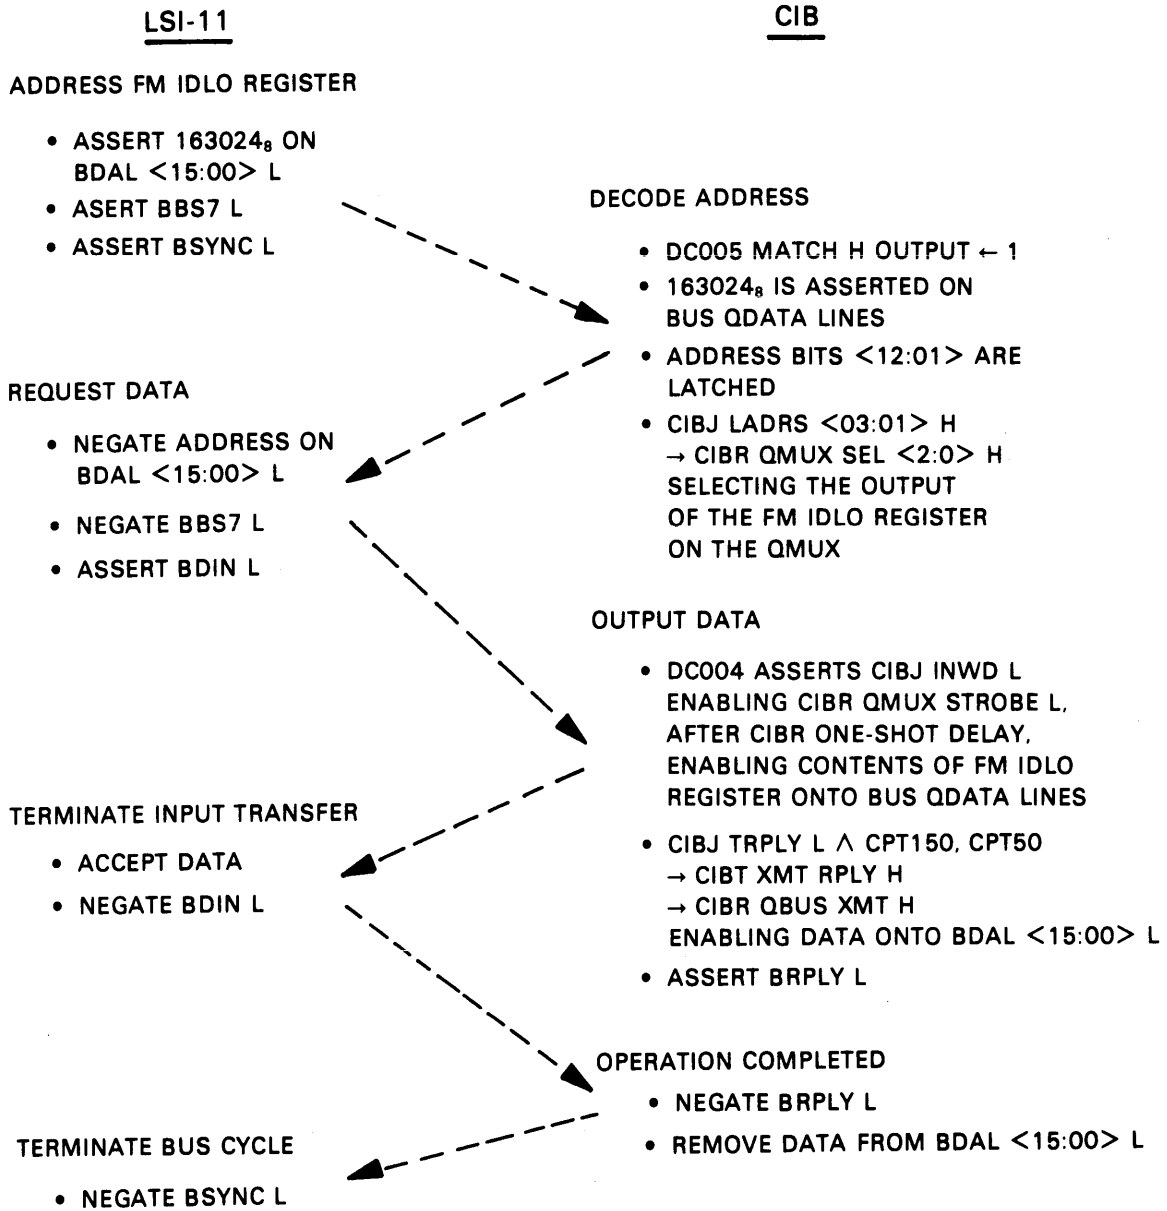 LSI-11
CIB
ADDRESS FM IDLO REGISTER
• ASSERT 163024₈ ON
BDAL <15:00> L
• ASERT BBS7 L
• ASSERT BSYNC L
DECODE ADDRESS
• DC005 MATCH H OUTPUT ← 1
• 163024₈ IS ASSERTED ON
BUS QDATA LINES
• ADDRESS BITS <12:01> ARE
LATCHED
• CIBJ LADRS <03:01> H
→ CIBR QMUX SEL <2:0> H
SELECTING THE OUTPUT
OF THE FM IDLO REGISTER
ON THE QMUX
REQUEST DATA
• NEGATE ADDRESS ON
BDAL <15:00> L
• NEGATE BBS7 L
• ASSERT BDIN L
OUTPUT DATA
• DC004 ASSERTS CIBJ INWD L
ENABLING CIBR QMUX STROBE L,
AFTER CIBR ONE-SHOT DELAY,
ENABLING CONTENTS OF FM IDLO
REGISTER ONTO BUS QDATA LINES
• CIBJ TRPLY L Λ CPT150, CPT50
→ CIBT XMT RPLY H
→ CIBR QBUS XMT H
ENABLING DATA ONTO BDAL <15:00> L
• ASSERT BRPLY L
TERMINATE INPUT TRANSFER
• ACCEPT DATA
• NEGATE BDIN L
OPERATION COMPLETED
• NEGATE BRPLY L
• REMOVE DATA FROM BDAL <15:00> L
TERMINATE BUS CYCLE
• NEGATE BSYNC L